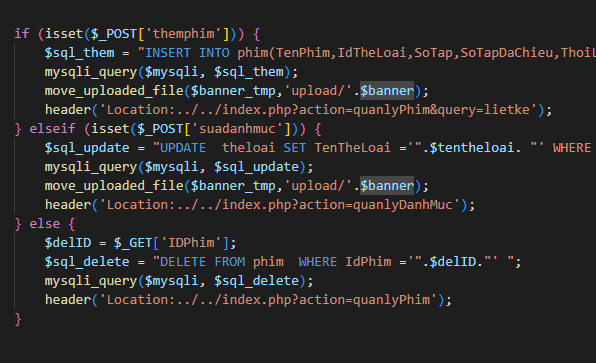 if (isset($_POST['themphim'])) {
$sql_them = "INSERT INTO phim(TenPhim,IdTheLoai,SoTap,SoTapDaChieu,ThoiL
mysqli_query($mysqli, $sql_them);
move_uploaded_file($banner_tmp,'upload/'.$banner);
header('Location:../../index.php?action=quanlyPhim&query=lietke');
} elseif (isset($_POST['suadanhmuc'])) {
$sql_update = "UPDATE  theloai SET TenTheLoai ='".$tentheloai. "' WHERE
mysqli_query($mysqli, $sql_update);
move_uploaded_file($banner_tmp,'upload/'.$banner);
header('Location:../../index.php?action=quanlyDanhMuc');
} else {
$delID = $_GET['IDPhim'];
$sql_delete = "DELETE FROM phim  WHERE IdPhim ='".$delID."' ";
mysqli_query($mysqli, $sql_delete);
header('Location:../../index.php?action=quanlyPhim');
}